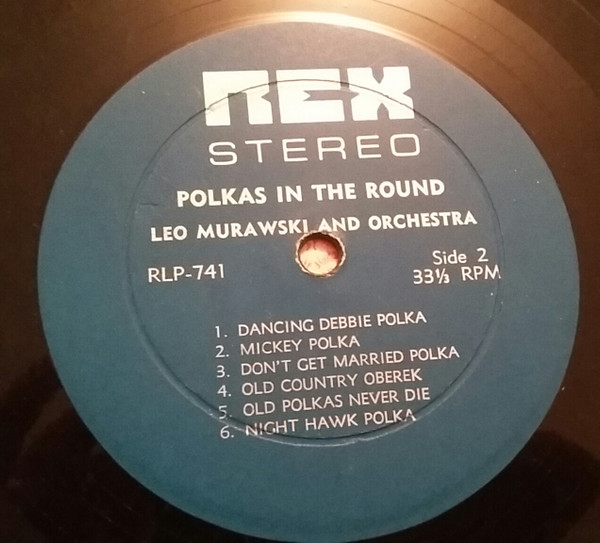 REX
STEREO
POLKAS IN THE ROUND
LEO MURAWSKI AND ORCHESTRA
RLP-741
Side 2
33⅓ RPM
1. DANCING DEBBIE POLKA
2. MICKEY POLKA
3. DON'T GET MARRIED POLKA
4. OLD COUNTRY OBEREK
5. OLD POLKAS NEVER DIE
6. NIGHT HAWK POLKA